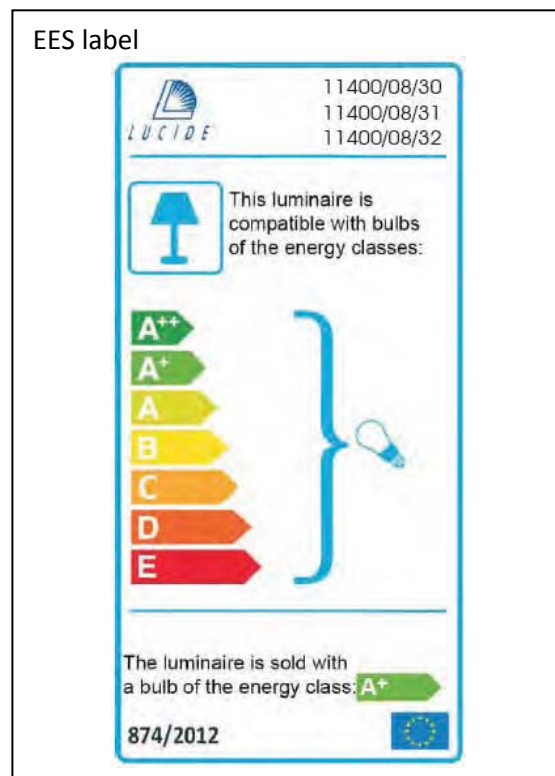 EES label
LUCIDE
11400/08/30
11400/08/31
11400/08/32
This luminaire is
compatible with bulbs
of the energy classes:
A++
A+
A
B
C
D
E
The luminaire is sold with
a bulb of the energy class:
A+
874/2012